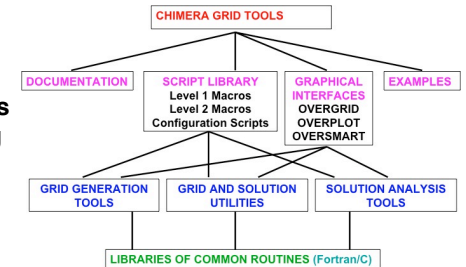 CHIMERA GRID TOOLS
DOCUMENTATION
SCRIPT LIBRARY
Level 1 Macros
Level 2 Macros
Configuration Scripts
GRAPHICAL
INTERFACES
OVERGRID
OVERPLOT
OVERSMART
EXAMPLES
GRID GENERATION
TOOLS
GRID AND SOLUTION
UTILITIES
SOLUTION ANALYSIS
TOOLS
LIBRARIES OF COMMON ROUTINES (Fortran/C)